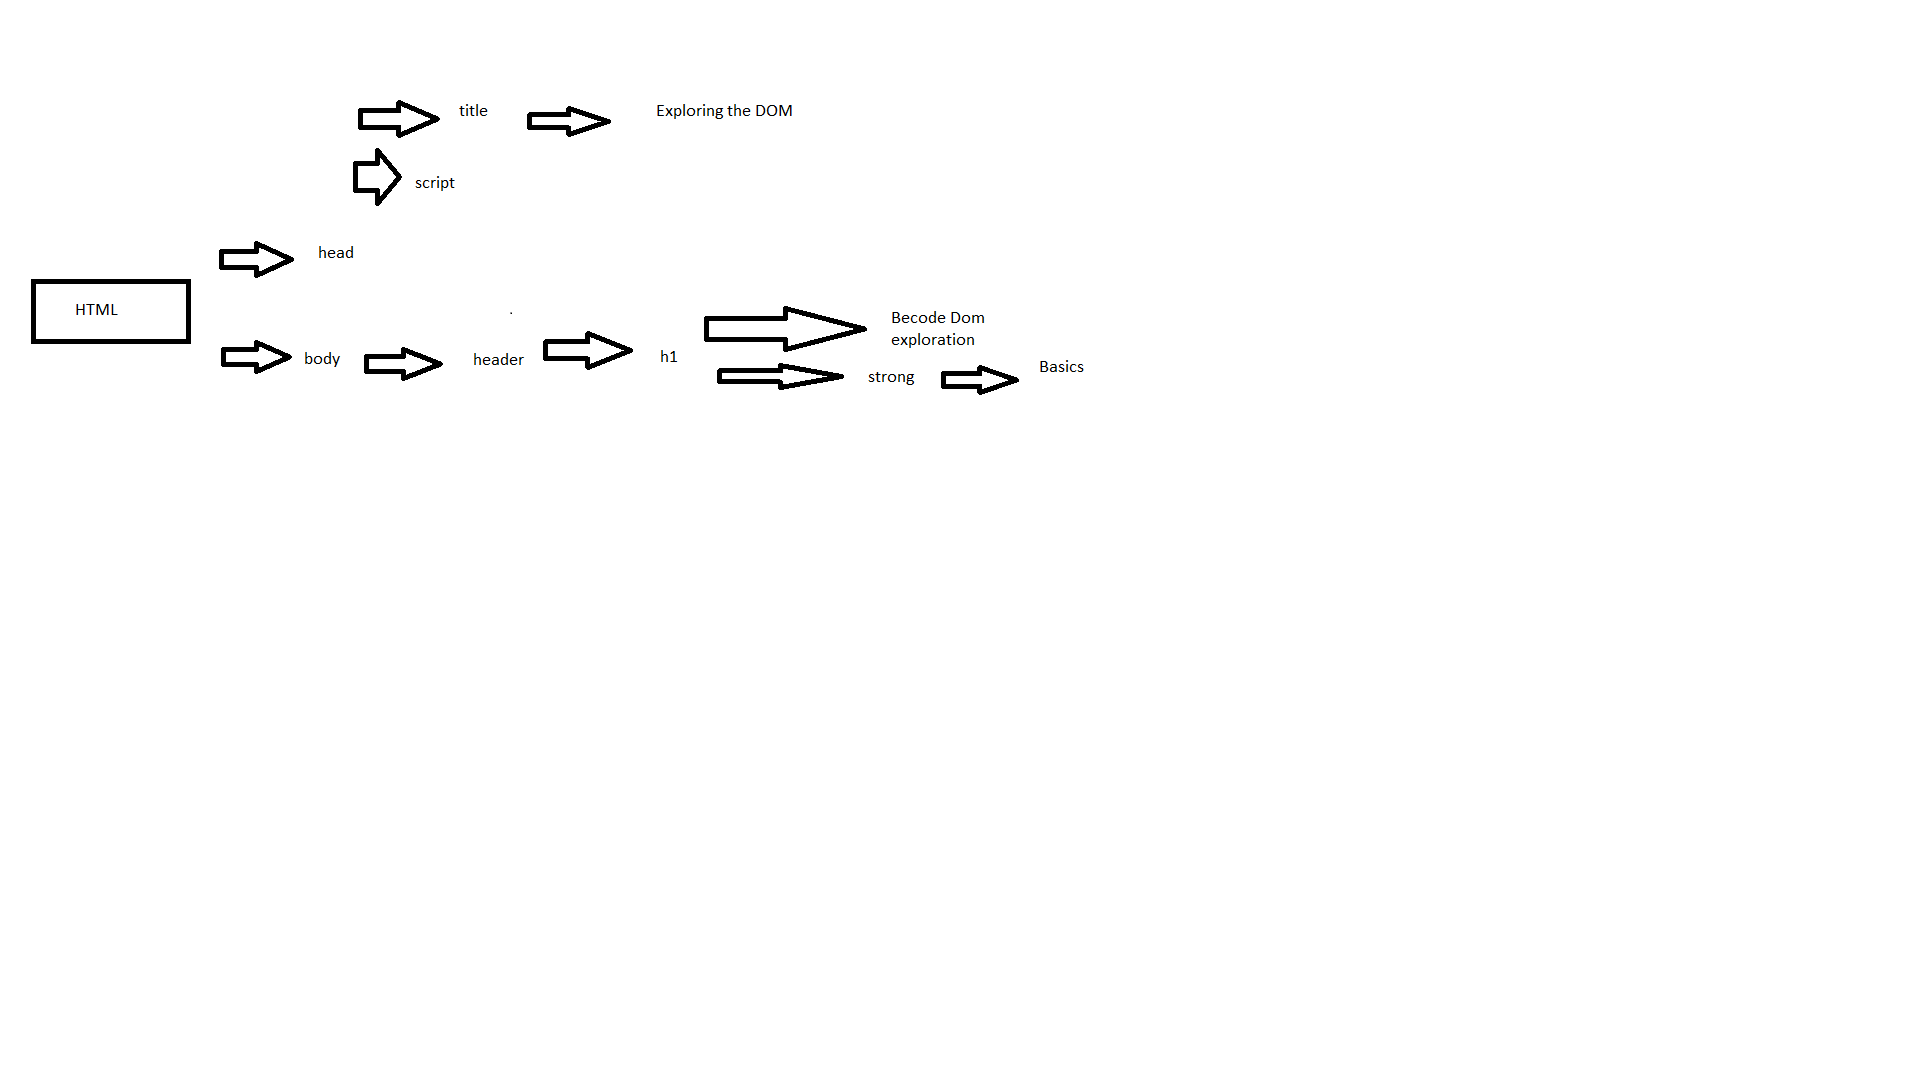 title
Exploring the DOM
script
head
HTML
body
header
h1
Becode Dom
exploration
strong
Basics